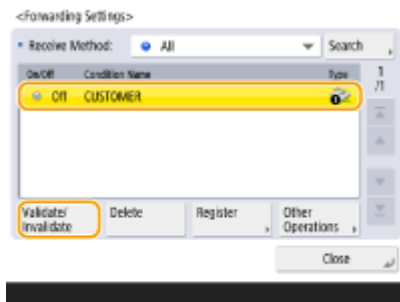 <Forwarding Settings>
Receive Method: All Search
On/Off Condition Name Type
Off CUSTOMER
1
/1
Validate/
Invalidate
Delete
Register
Other
Operations
Close